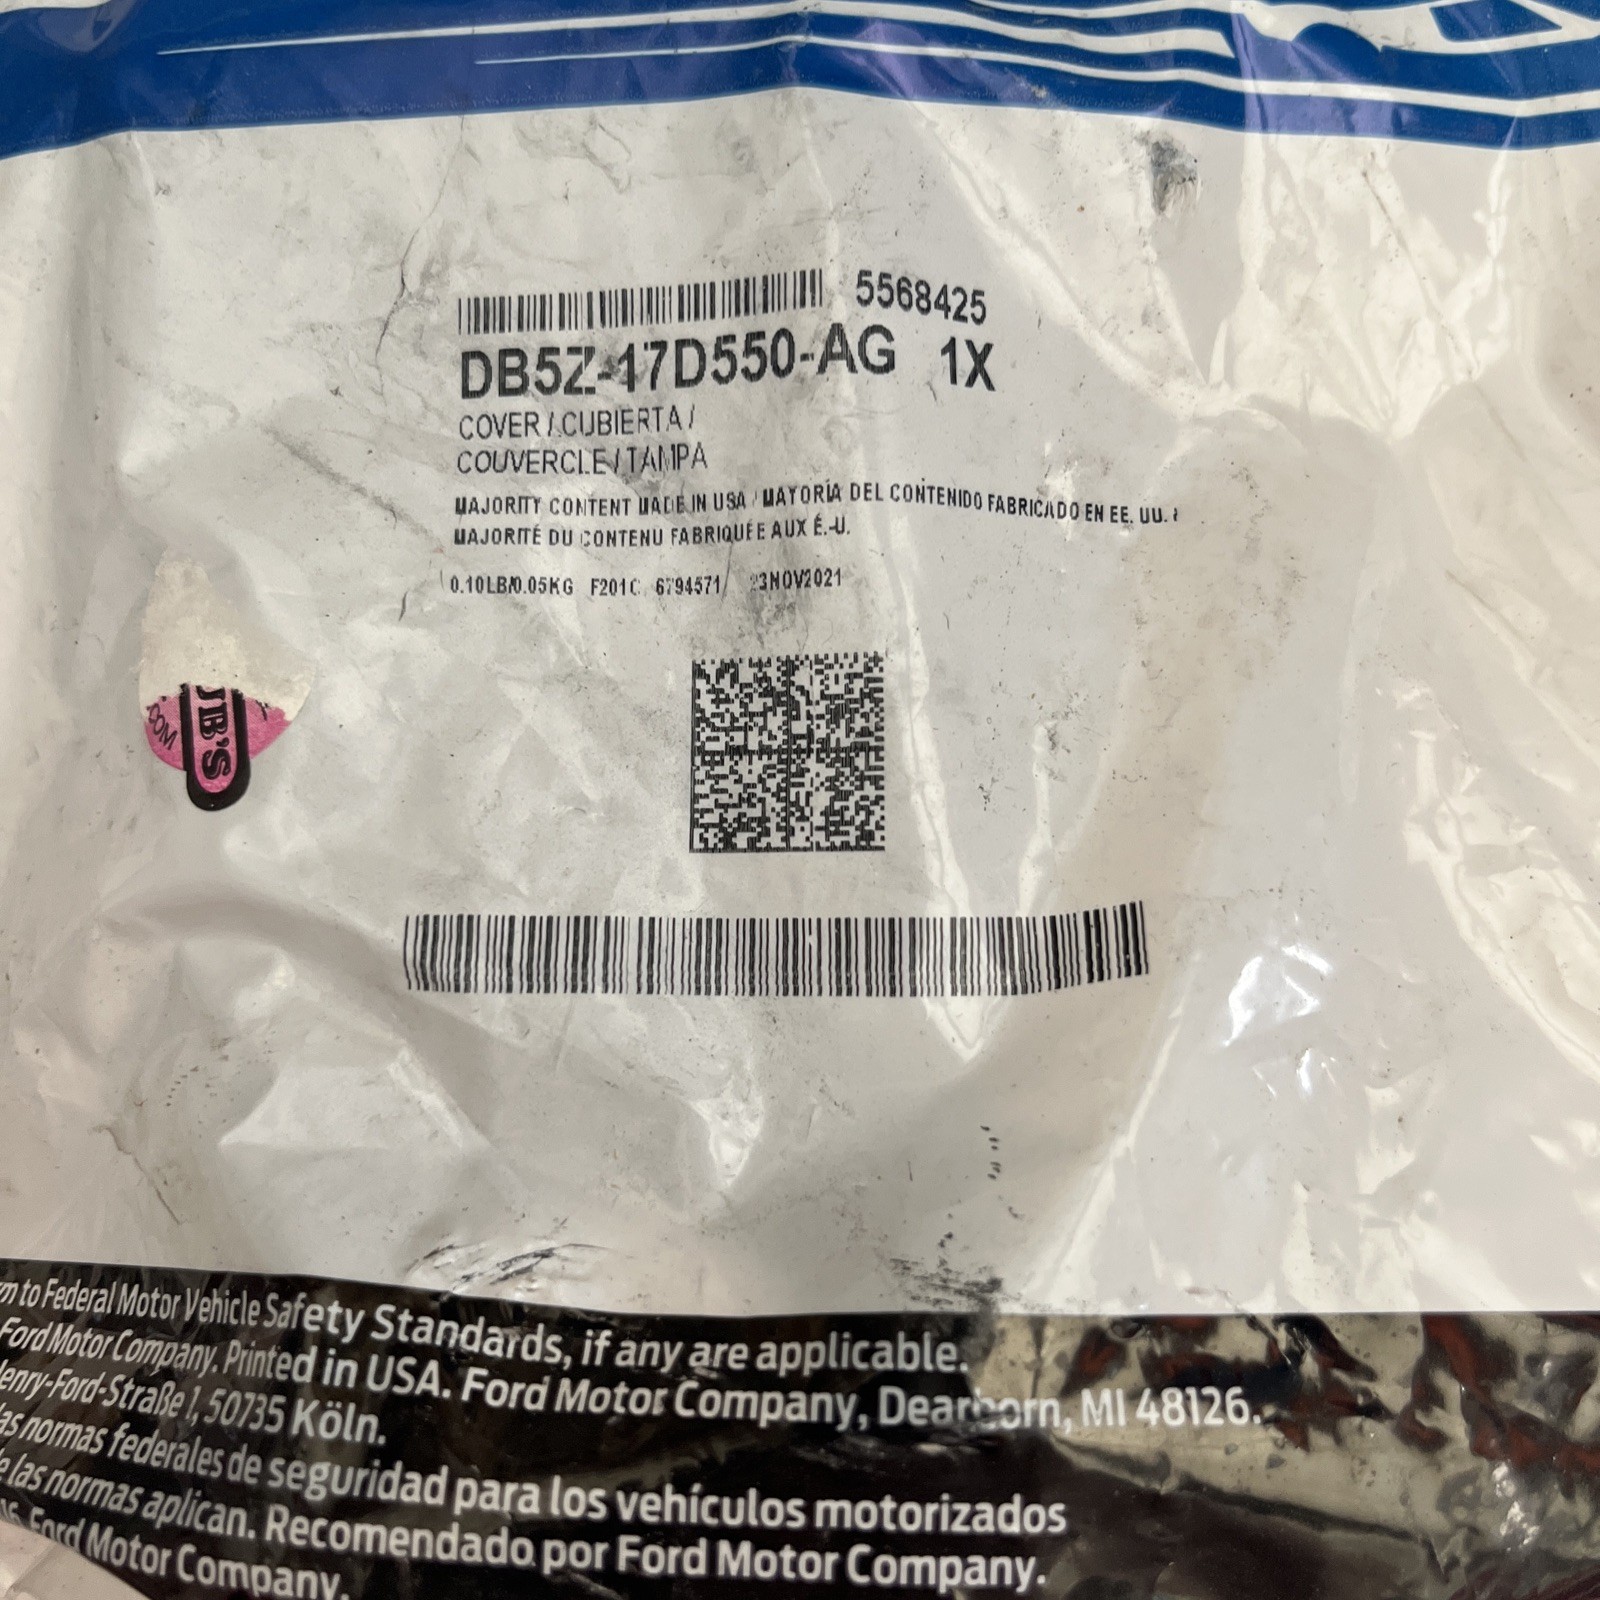 5568425
DB5Z-17D550-AG 1X
COVER / CUBIERTA /
COUVERCLE / TAMPA
MAJORITY CONTENT MADE IN USA / MAYORÍA DEL CONTENIDO FABRICADO EN EE. UU. /
MAJORITÉ DU CONTENU FABRIQUÉE AUX É.-U.
0.10LB/0.05KG F201C 6794571/ 23NOV2021
JB'S
.COM
to Federal Motor Vehicle Safety Standards, if any are applicable.
Ford Motor Company. Printed in USA. Ford Motor Company, Dearborn, MI 48126.
Henry-Ford-Straße 1, 50735 Köln.
las normas federales de seguridad para los vehículos motorizados
las normas aplican. Recomendado por Ford Motor Company.
Ford Motor Company.